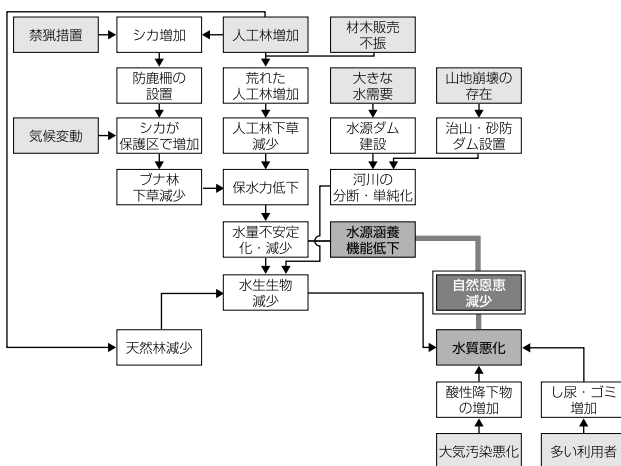 禁猟措置
シカ増加
人工林増加
材木販売
不振
防鹿柵の
設置
荒れた
人工林増加
大きな
水需要
山地崩壊の
存在
気候変動
シカが
保護区で増加
人工林下草
減少
水源ダム
建設
治山・砂防
ダム設置
ブナ林
下草減少
保水力低下
河川の
分断・単純化
水量不安定
化・減少
水源涵養
機能低下
水生生物
減少
自然恩恵
減少
天然林減少
水質悪化
酸性降下物
の増加
し尿・ゴミ
増加
大気汚染悪化
多い利用者